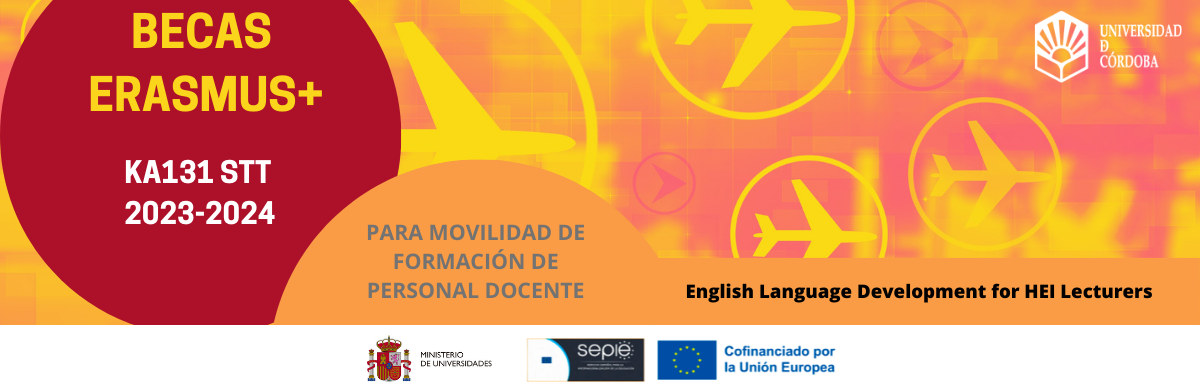 BECAS
ERASMUS+
KA131 STT
2023-2024
PARA MOVILIDAD DE
FORMACIÓN DE
PERSONAL DOCENTE
UNIVERSIDAD
Ð
CÓRDOBA
English Language Development for HEI Lecturers
MINISTERIO
DE UNIVERSIDADES
sepie
Cofinanciado por
la Unión Europea